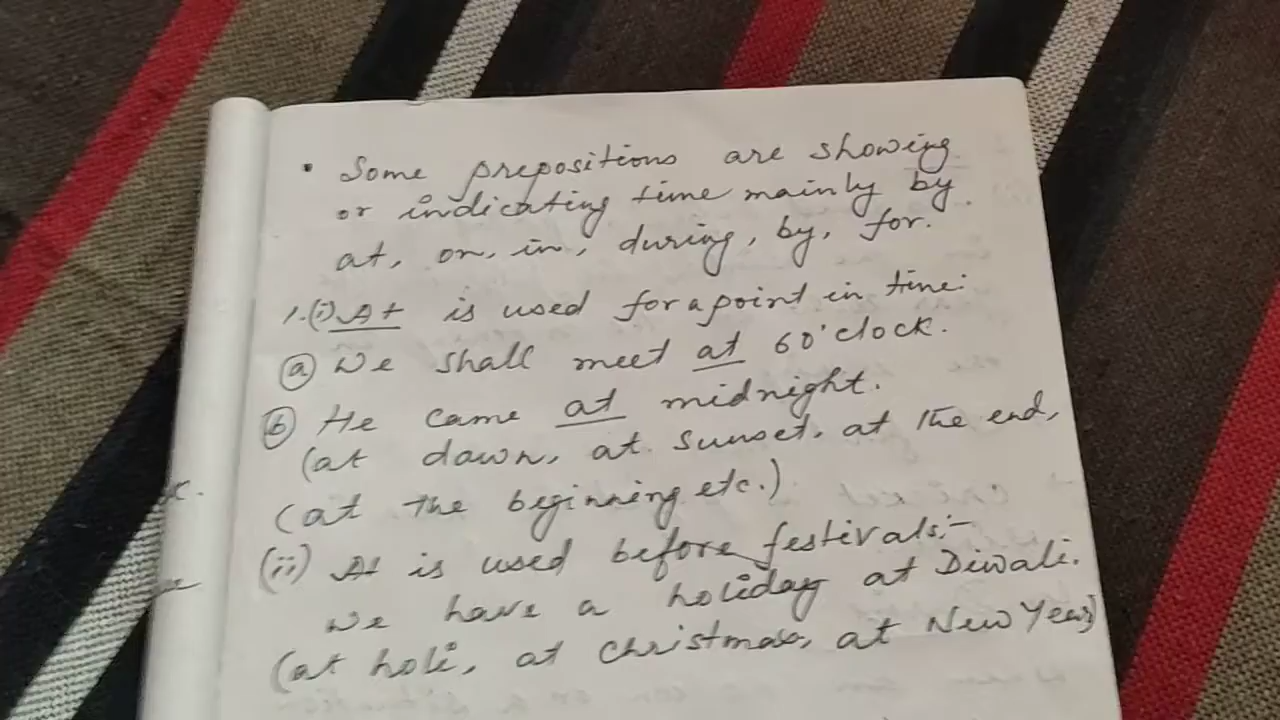 • Some prepositions are showing
or indicating time mainly by
at, on, in, during, by, for.
1.(i) At is used for a point in time:
(a) We shall meet at 6 o'clock.
(b) He came at midnight.
(at dawn, at sunset, at the end,
(at the beginning etc.)
(ii) At is used before festivals:-
We have a holiday at Diwali.
(at holi, at christmas, at New Year)